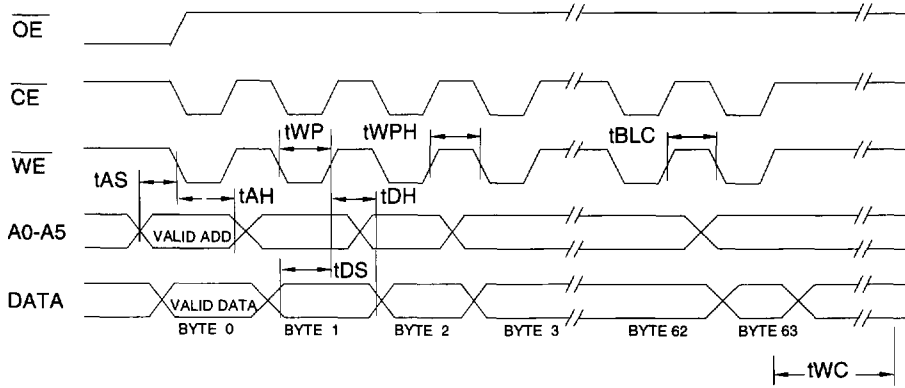 OE
CE
tWP tWPH tBLC
WE
tAS tAH tDH
A0-A5 VALID ADD
tDS
DATA VALID DATA
BYTE 0 BYTE 1 BYTE 2 BYTE 3 BYTE 62 BYTE 63
tWC